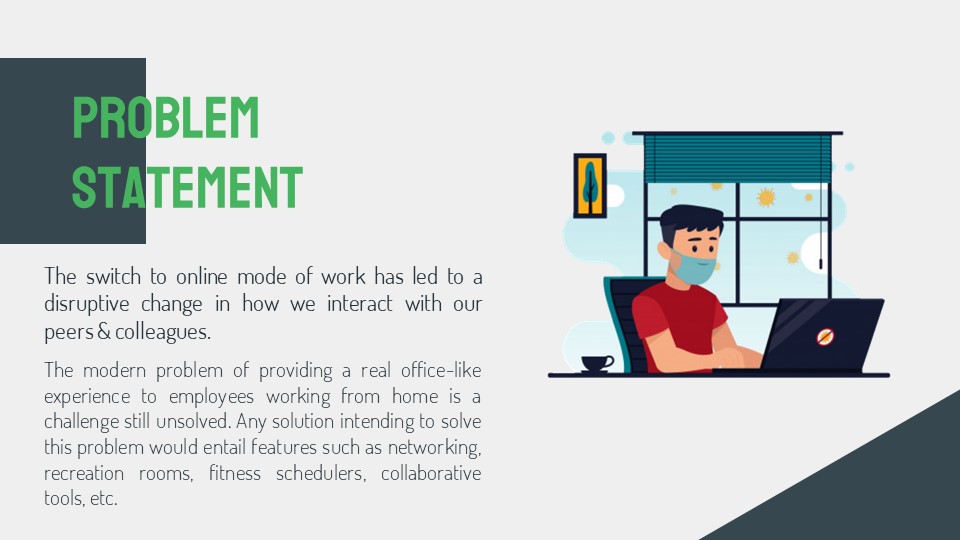 PROBLEM
STATEMENT
The switch to online mode of work has led to a
disruptive change in how we interact with our
peers & colleagues.
The modern problem of providing a real office-like
experience to employees working from home is a
challenge still unsolved. Any solution intending to solve
this problem would entail features such as networking,
recreation rooms, fitness schedulers, collaborative
tools, etc.